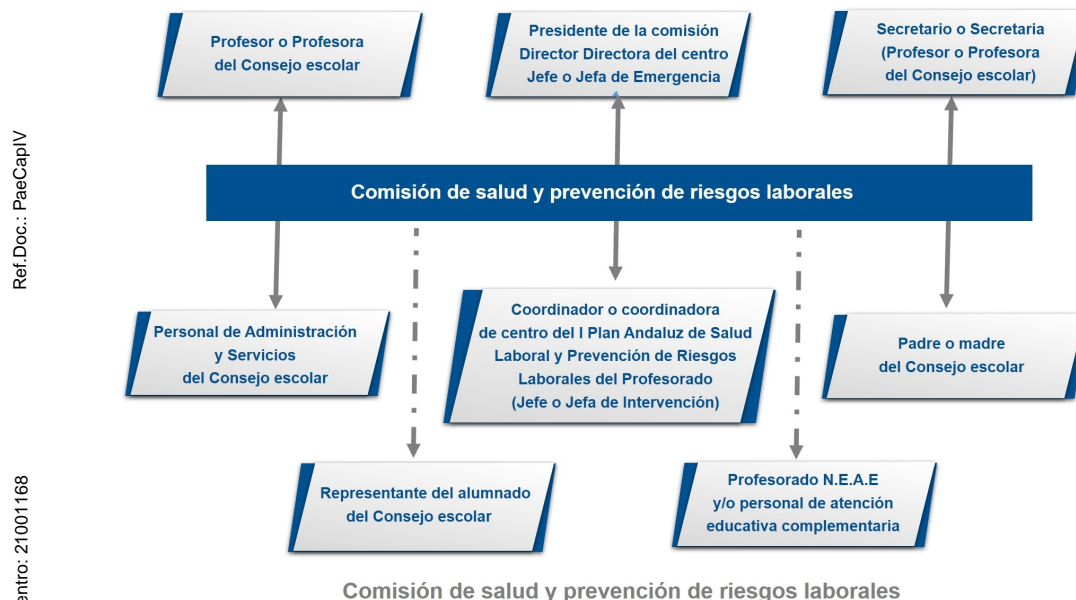 Profesor o Profesora
del Consejo escolar
Presidente de la comisión
Director Directora del centro
Jefe o Jefa de Emergencia
Secretario o Secretaria
(Profesor o Profesora
del Consejo escolar)
Comisión de salud y prevención de riesgos laborales
Personal de Administración
y Servicios
del Consejo escolar
Coordinador o coordinadora
de centro del I Plan Andaluz de Salud
Laboral y Prevención de Riesgos
Laborales del Profesorado
(Jefe o Jefa de Intervención)
Padre o madre
del Consejo escolar
Representante del alumnado
del Consejo escolar
Profesorado N.E.A.E
y/o personal de atención
educativa complementaria
Comisión de salud y prevención de riesgos laborales
Ref.Doc.: PaeCapIV
entro: 21001168